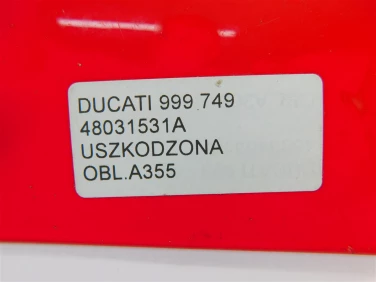 DUCATI 999 749
48031531A
USZKODZONA
OBL.A355